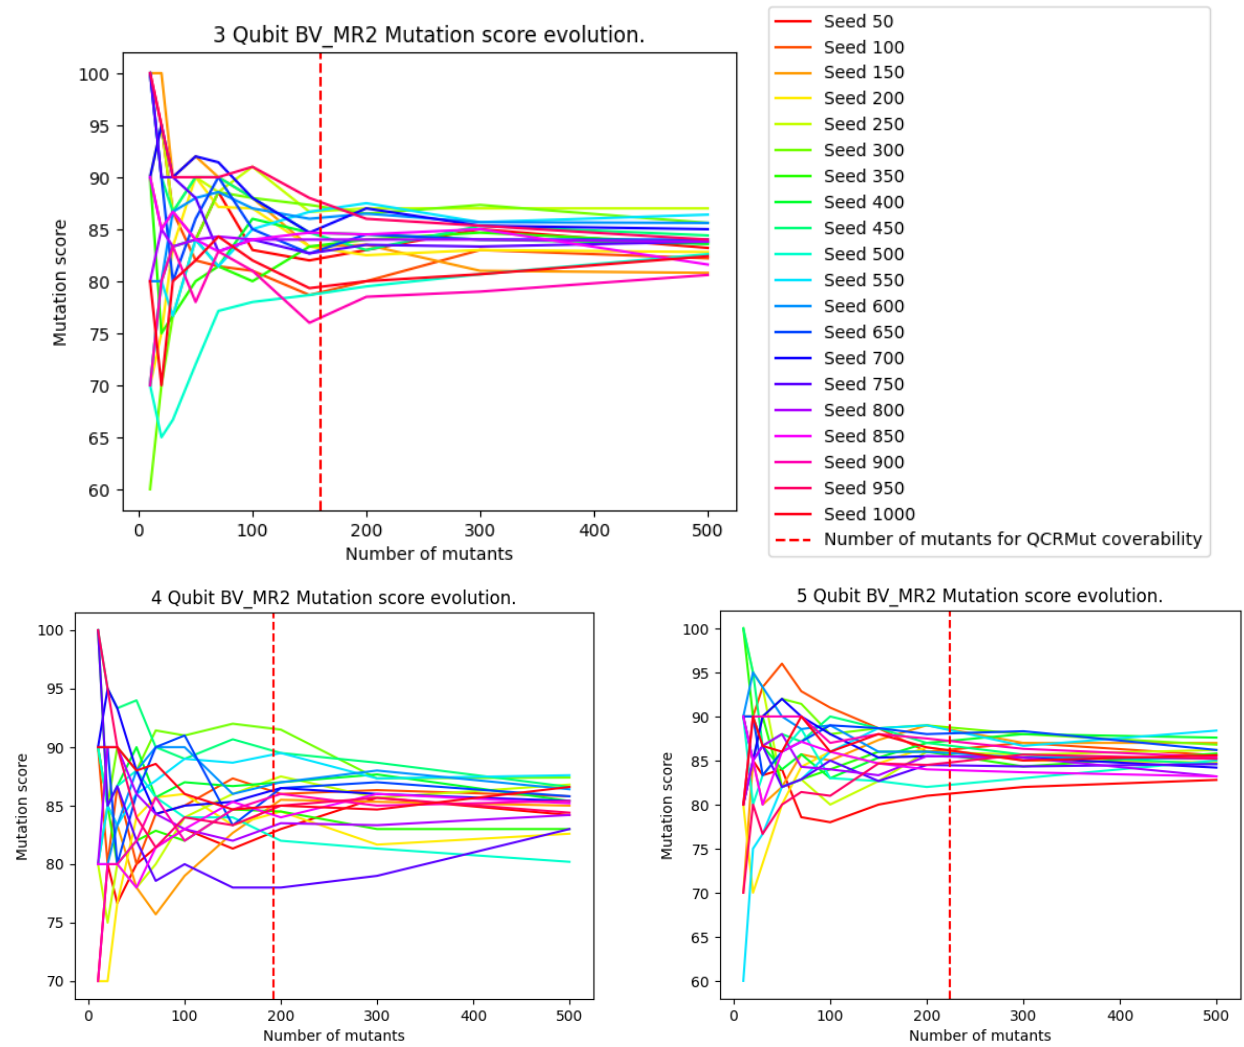 3 Qubit BV_MR2 Mutation score evolution.
Mutation score
100
95
90
85
80
75
70
65
60
0
100
200
300
400
500
Number of mutants
Seed 50
Seed 100
Seed 150
Seed 200
Seed 250
Seed 300
Seed 350
Seed 400
Seed 450
Seed 500
Seed 550
Seed 600
Seed 650
Seed 700
Seed 750
Seed 800
Seed 850
Seed 900
Seed 950
Seed 1000
Number of mutants for QCRMut coverability
4 Qubit BV_MR2 Mutation score evolution.
Mutation score
100
95
90
85
80
75
70
0
100
200
300
400
500
Number of mutants
5 Qubit BV_MR2 Mutation score evolution.
Mutation score
100
95
90
85
80
75
70
65
60
0
100
200
300
400
500
Number of mutants